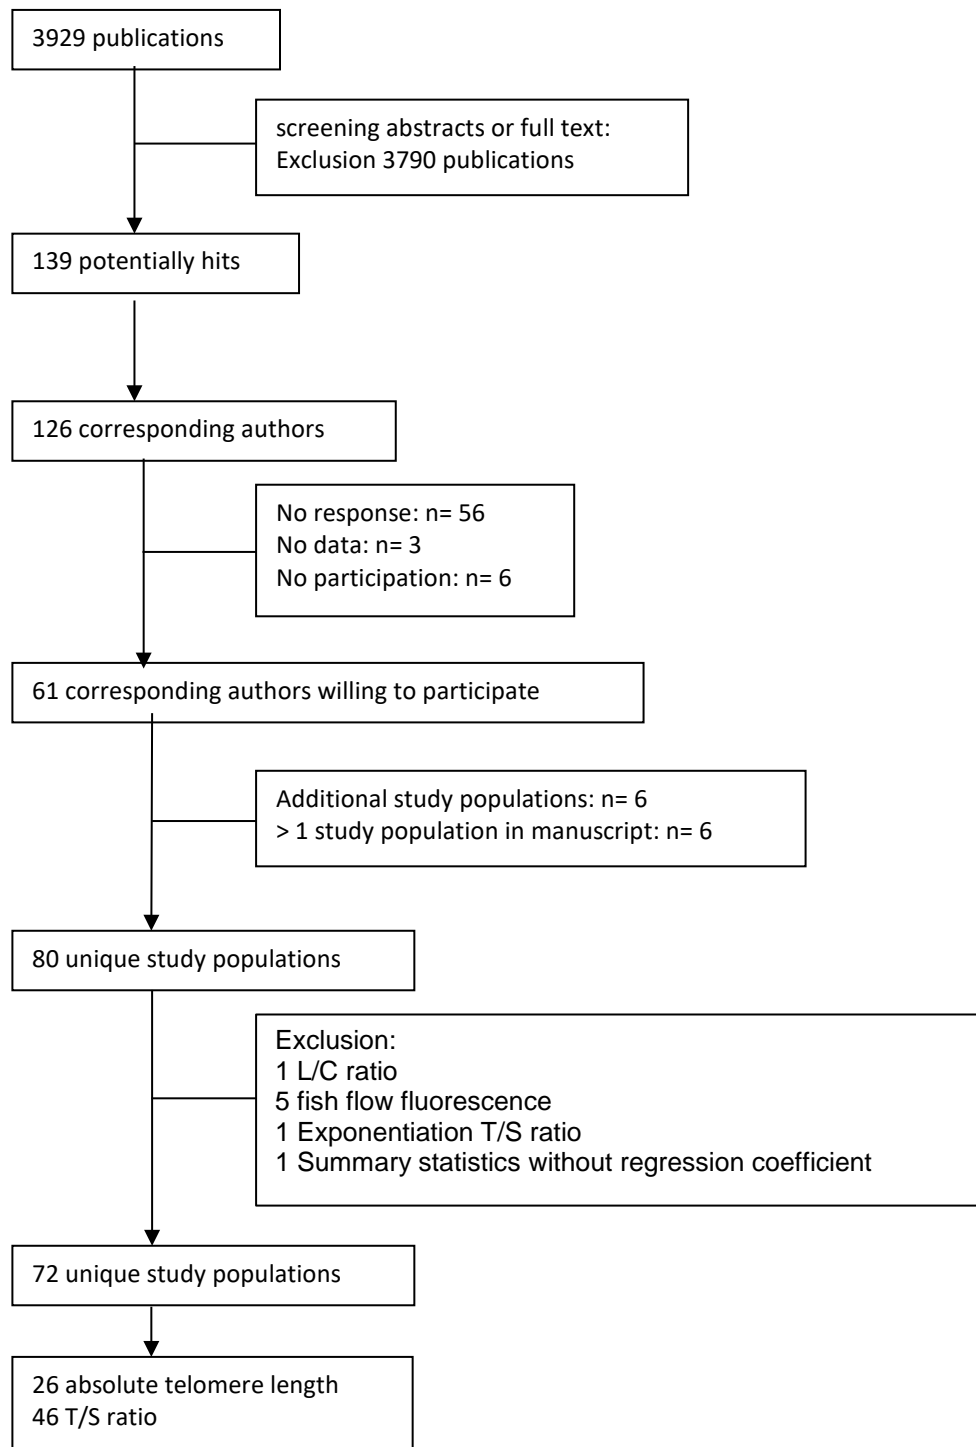 3929 publications
screening abstracts or full text:
Exclusion 3790 publications
139 potentially hits
126 corresponding authors
No response: n= 56
No data: n= 3
No participation: n= 6
61 corresponding authors willing to participate
Additional study populations: n= 6
> 1 study population in manuscript: n= 6
80 unique study populations
Exclusion:
1 L/C ratio
5 fish flow fluorescence
1 Exponentiation T/S ratio
1 Summary statistics without regression coefficient
72 unique study populations
26 absolute telomere length
46 T/S ratio